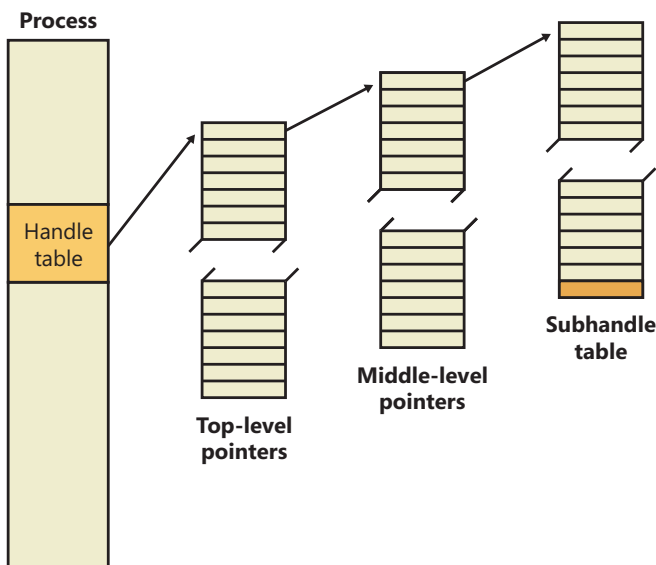 Process
Handle
table
Top-level
pointers
Middle-level
pointers
Subhandle
table